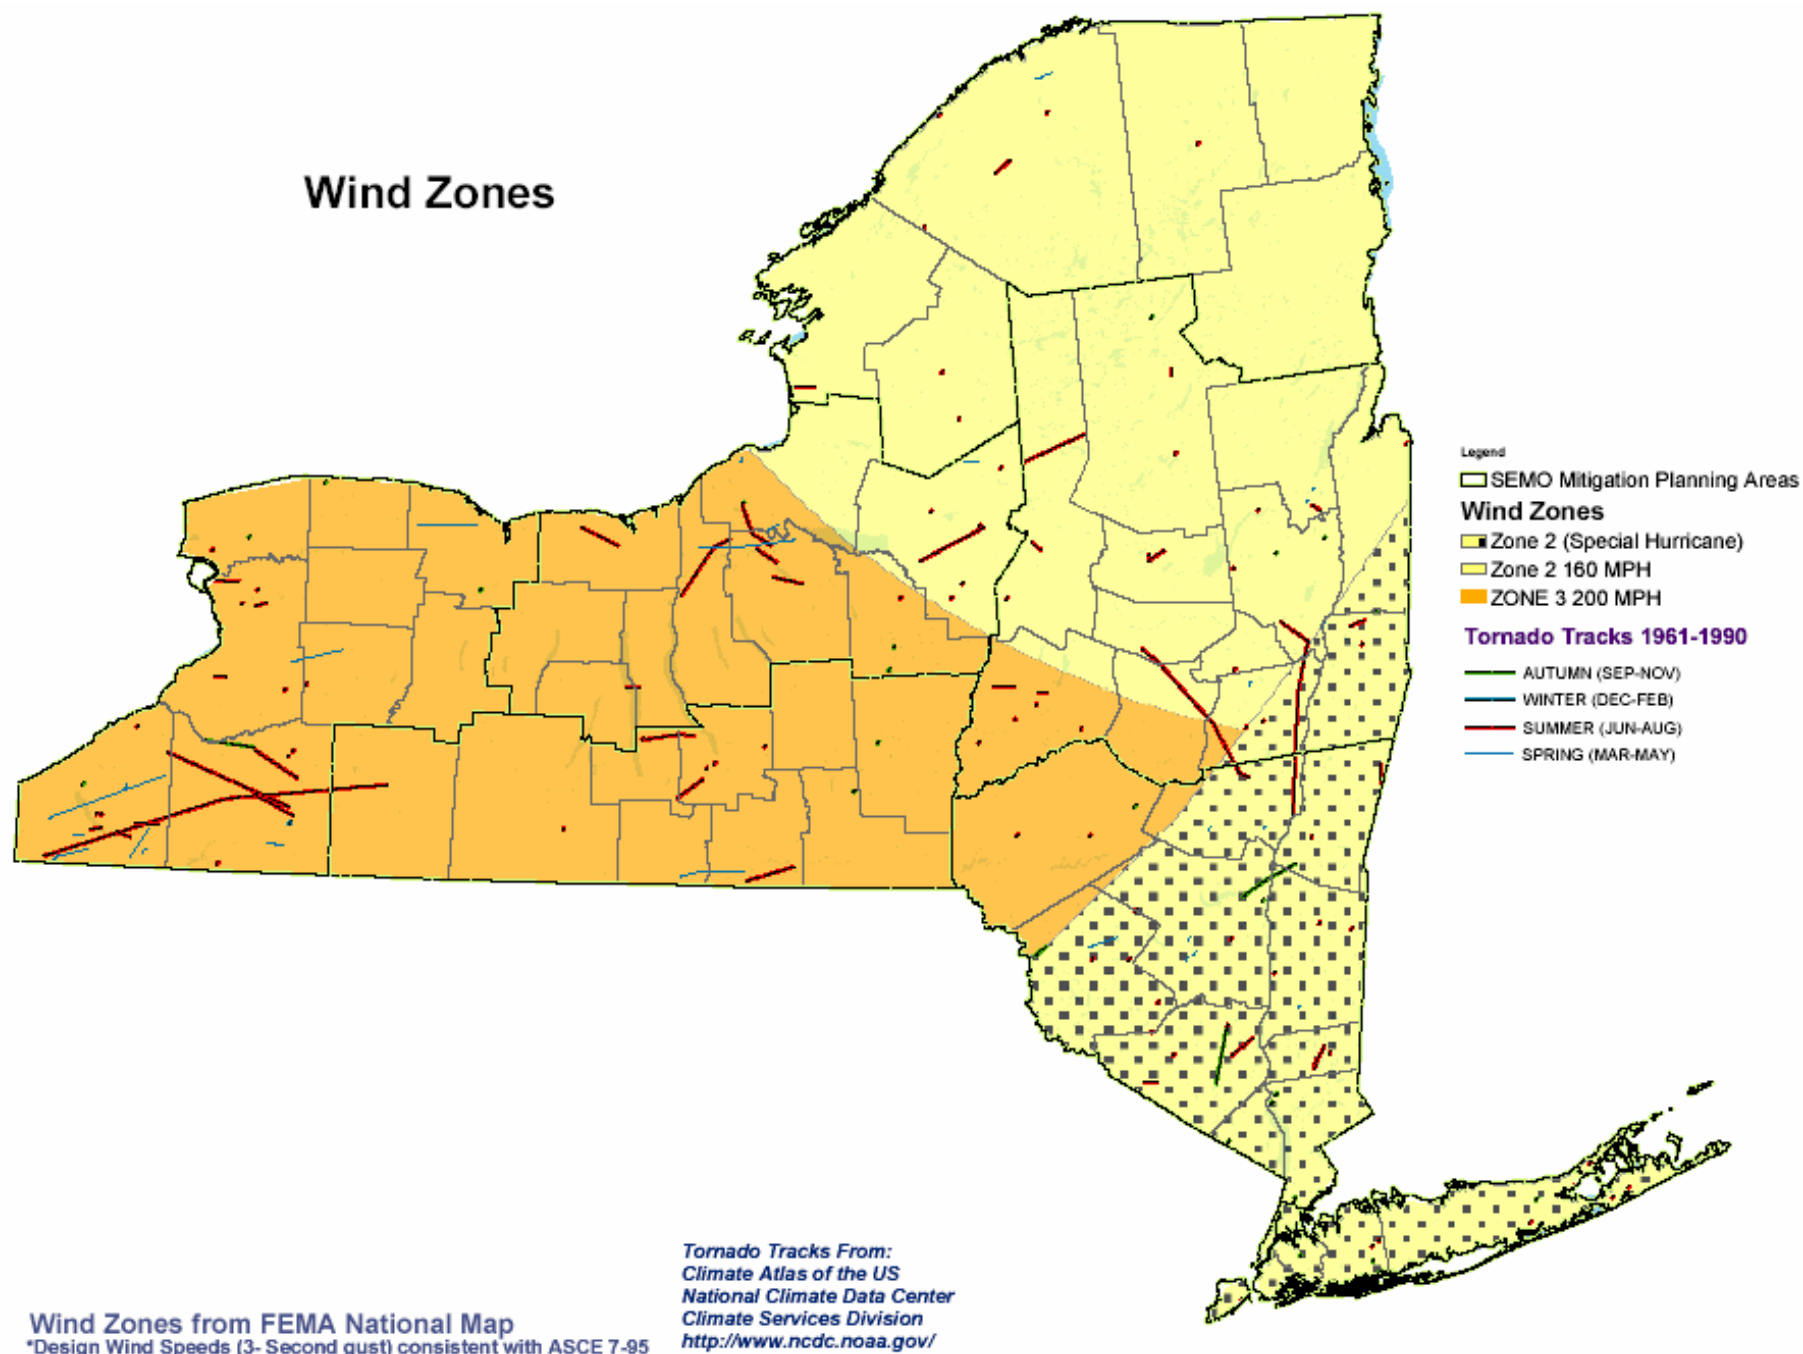 Wind Zones
Legend
SEMO Mitigation Planning Areas
Wind Zones
Zone 2 (Special Hurricane)
Zone 2 160 MPH
ZONE 3 200 MPH
Tornado Tracks 1961-1990
AUTUMN (SEP-NOV)
WINTER (DEC-FEB)
SUMMER (JUN-AUG)
SPRING (MAR-MAY)
Tornado Tracks From:
Climate Atlas of the US
National Climate Data Center
Climate Services Division
http://www.ncdc.noaa.gov/
Wind Zones from FEMA National Map
*Design Wind Speeds (3- Second gust) consistent with ASCE 7-95